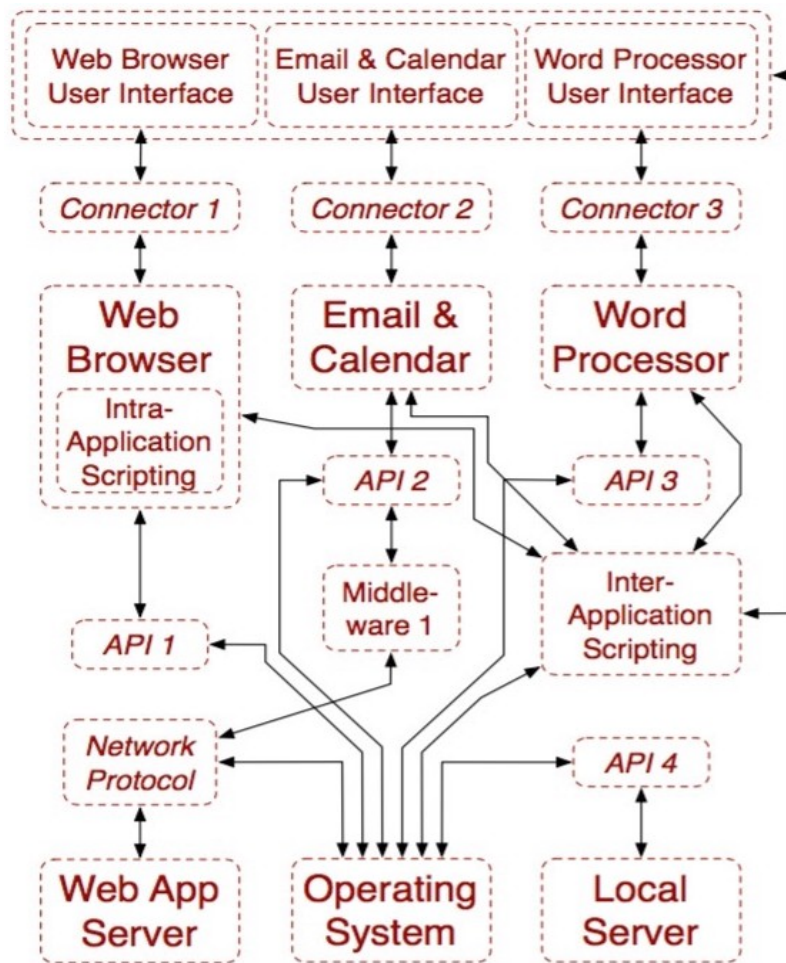 Web Browser
User Interface
Email & Calendar
User Interface
Word Processor
User Interface
Connector 1
Connector 2
Connector 3
Web
Browser
Email &
Calendar
Word
Processor
Intra-
Application
Scripting
API 2
API 3
Middle-
ware 1
Inter-
Application
Scripting
API 1
Network
Protocol
API 4
Web App
Server
Operating
System
Local
Server